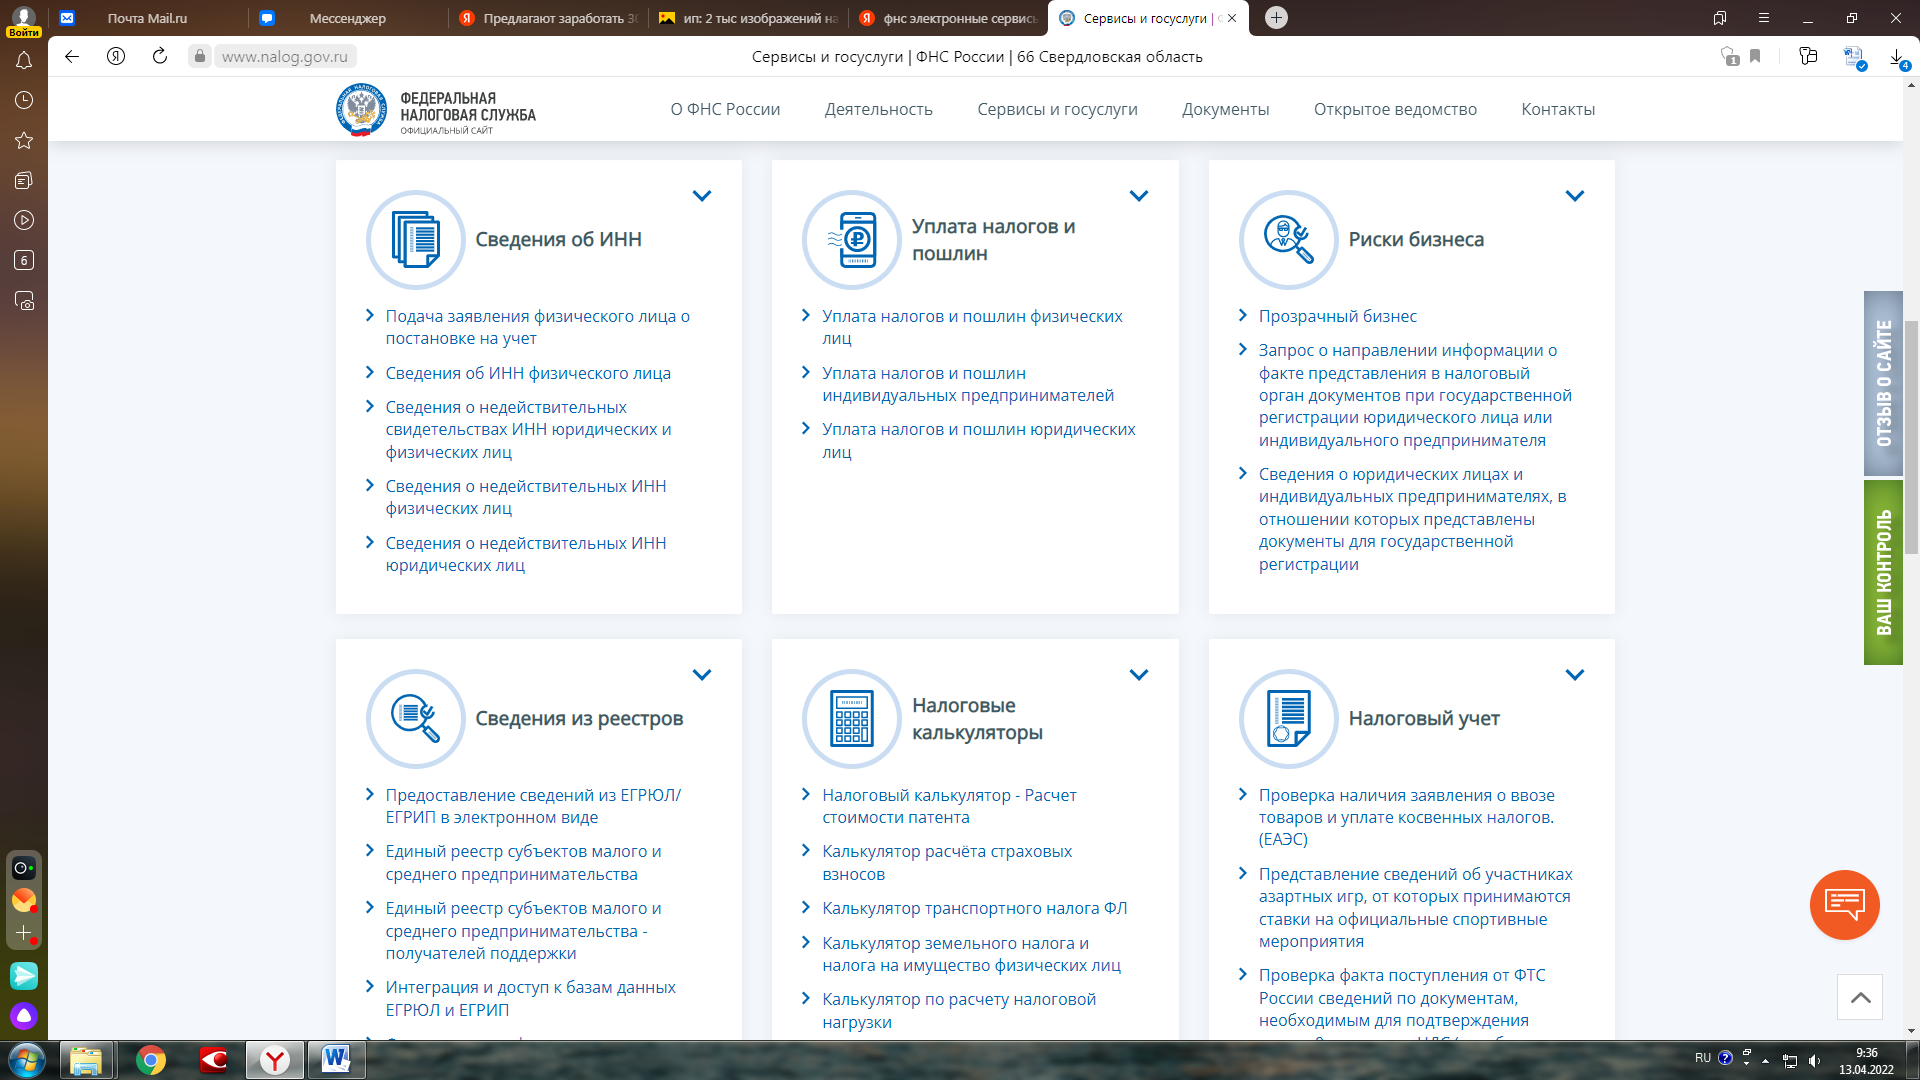 Войти
Почта Mail.ru
Мессенджер
Предлагают заработать 30
ип: 2 тыс изображений на
фнс электронные сервисы
Сервисы и госуслуги |
www.nalog.gov.ru
Сервисы и госуслуги | ФНС России | 66 Свердловская область
1
4
6
ФЕДЕРАЛЬНАЯ
НАЛОГОВАЯ СЛУЖБА
ОФИЦИАЛЬНЫЙ САЙТ
О ФНС России
Деятельность
Сервисы и госуслуги
Документы
Открытое ведомство
Контакты
Сведения об ИНН
Подача заявления физического лица о
постановке на учет
Сведения об ИНН физического лица
Сведения о недействительных
свидетельствах ИНН юридических и
физических лиц
Сведения о недействительных ИНН
физических лиц
Сведения о недействительных ИНН
юридических лиц
Уплата налогов и
пошлин
Уплата налогов и пошлин физических
лиц
Уплата налогов и пошлин
индивидуальных предпринимателей
Уплата налогов и пошлин юридических
лиц
Риски бизнеса
Прозрачный бизнес
Запрос о направлении информации о
факте представления в налоговый
орган документов при государственной
регистрации юридического лица или
индивидуального предпринимателя
Сведения о юридических лицах и
индивидуальных предпринимателях, в
отношении которых представлены
документы для государственной
регистрации
ОТЗЫВ О САЙТЕ
ВАШ КОНТРОЛЬ
Сведения из реестров
Предоставление сведений из ЕГРЮЛ/
ЕГРИП в электронном виде
Единый реестр субъектов малого и
среднего предпринимательства
Единый реестр субъектов малого и
среднего предпринимательства -
получателей поддержки
Интеграция и доступ к базам данных
ЕГРЮЛ и ЕГРИП
Налоговые
калькуляторы
Налоговый калькулятор - Расчет
стоимости патента
Калькулятор расчёта страховых
взносов
Калькулятор транспортного налога ФЛ
Калькулятор земельного налога и
налога на имущество физических лиц
Калькулятор по расчету налоговой
нагрузки
Налоговый учет
Проверка наличия заявления о ввозе
товаров и уплате косвенных налогов.
(ЕАЭС)
Представление сведений об участниках
азартных игр, от которых принимаются
ставки на официальные спортивные
мероприятия
Проверка факта поступления от ФТС
России сведений по документам,
необходимым для подтверждения
RU
9:36
13.04.2022